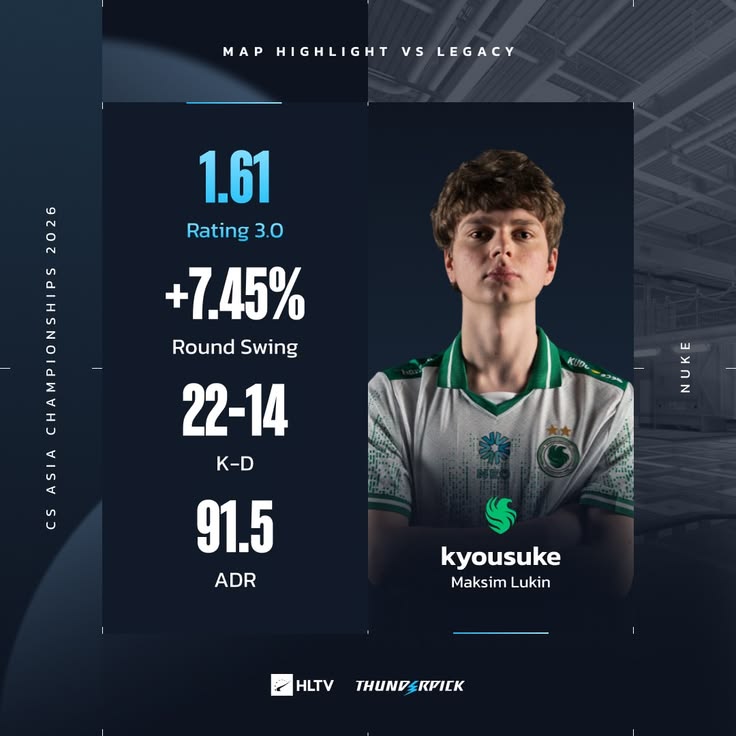 MAP HIGHLIGHT VS LEGACY
CS ASIA CHAMPIONSHIPS 2026
1.61
Rating 3.0
+7.45%
Round Swing
22-14
K-D
91.5
ADR
NUKE
kyousuke
Maksim Lukin
HLTV
THUNDERPICK